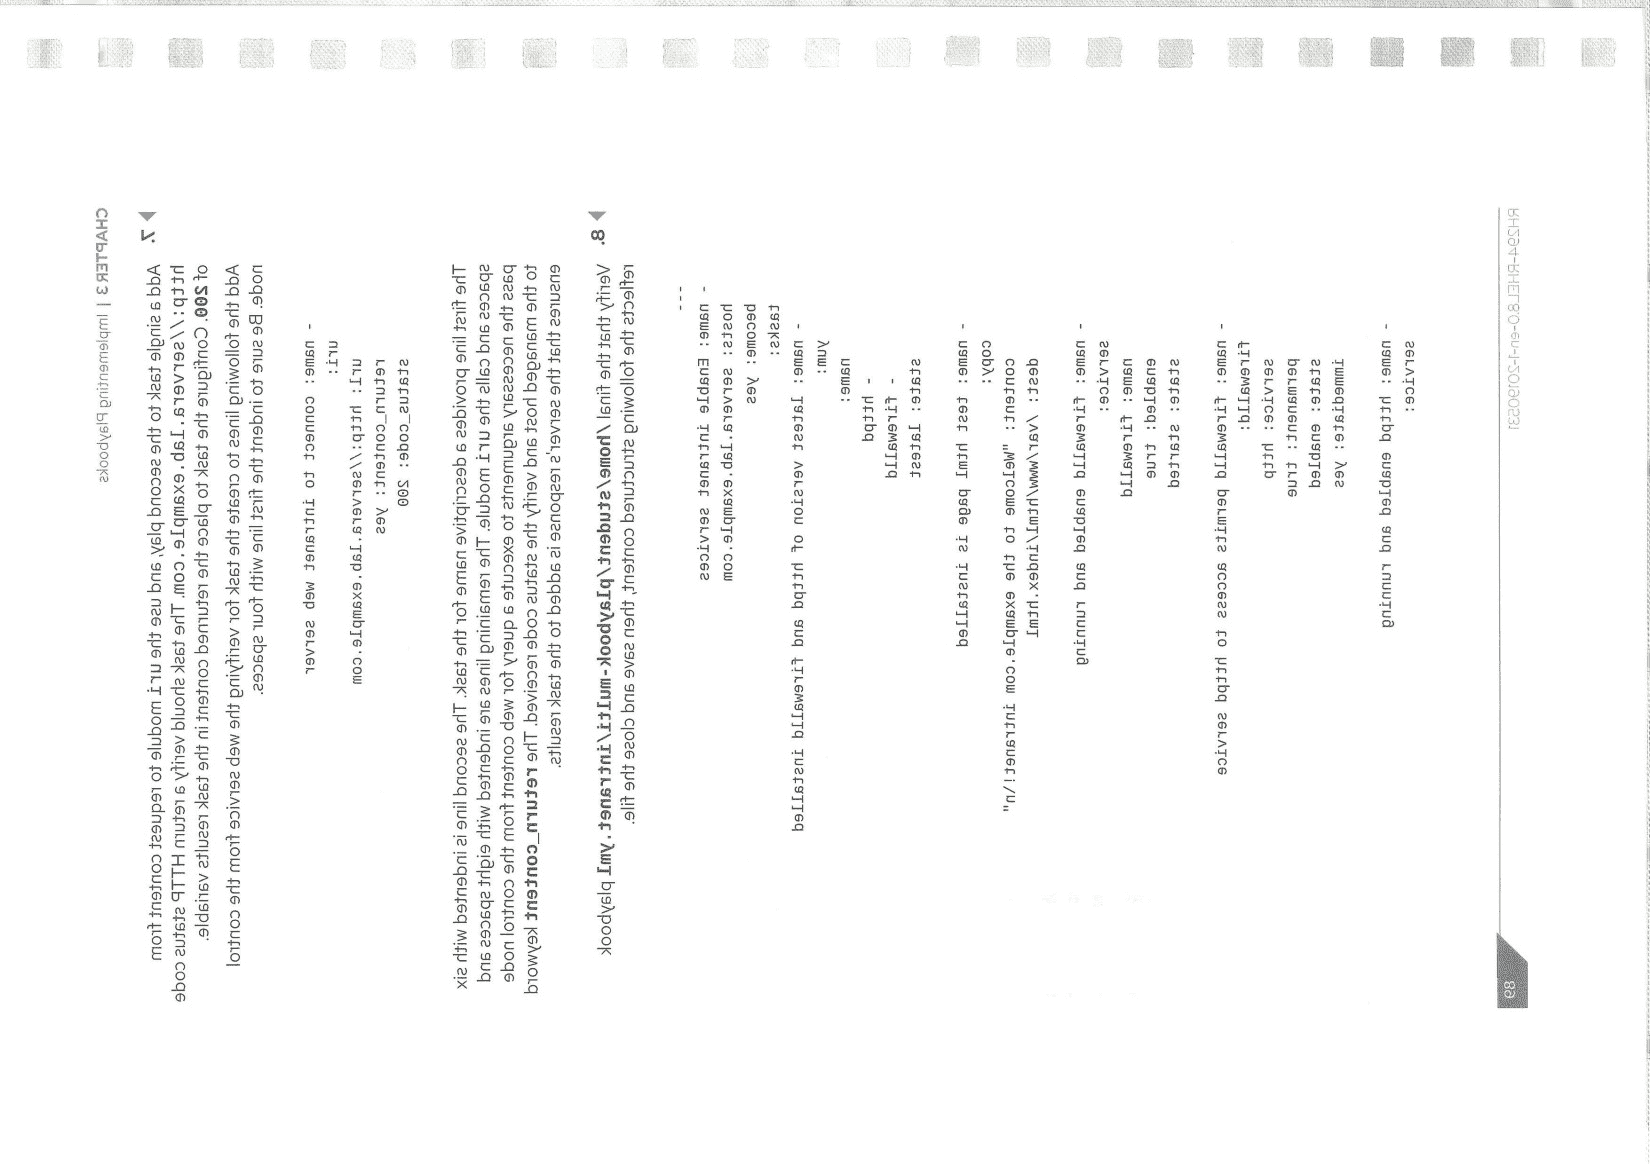 CHAPTER 3 | Implementing Playbooks
7. Add a single task to the second play, and use the uri module to request content from
http://servera.lab.example.com. The task should verify a return HTTP status code
of 200. Configure the task to place the returned content in the task results variable.
Add the following lines to create the task for verifying the web service from the control
node. Be sure to indent the first line with four spaces.
- name: connect to intranet web server
uri:
url: http://servera.lab.example.com
return_content: yes
status_code: 200
The first line provides a descriptive name for the task. The second line is indented with six
spaces and calls the uri module. The remaining lines are indented with eight spaces and
pass the necessary arguments to execute a query for web content from the control node
to the managed host and verify the status code received. The return_content keyword
ensures that the server's response is added to the task results.
8. Verify that the final /home/student/playbook-multi/intranet.yml playbook
reflects the following structured content, then save and close the file.
---
- name: Enable intranet services
hosts: servera.lab.example.com
become: yes
tasks:
- name: latest version of httpd and firewalld installed
yum:
name:
- httpd
- firewalld
state: latest
- name: test html page is installed
copy:
content: "Welcome to the example.com intranet!\n"
dest: /var/www/html/index.html
- name: firewalld enabled and running
service:
name: firewalld
enabled: true
state: started
- name: firewalld permits access to httpd service
firewalld:
service: http
permanent: true
state: enabled
immediate: yes
- name: httpd enabled and running
service:
RH294-RHEL8.0-en-1-20190531
89